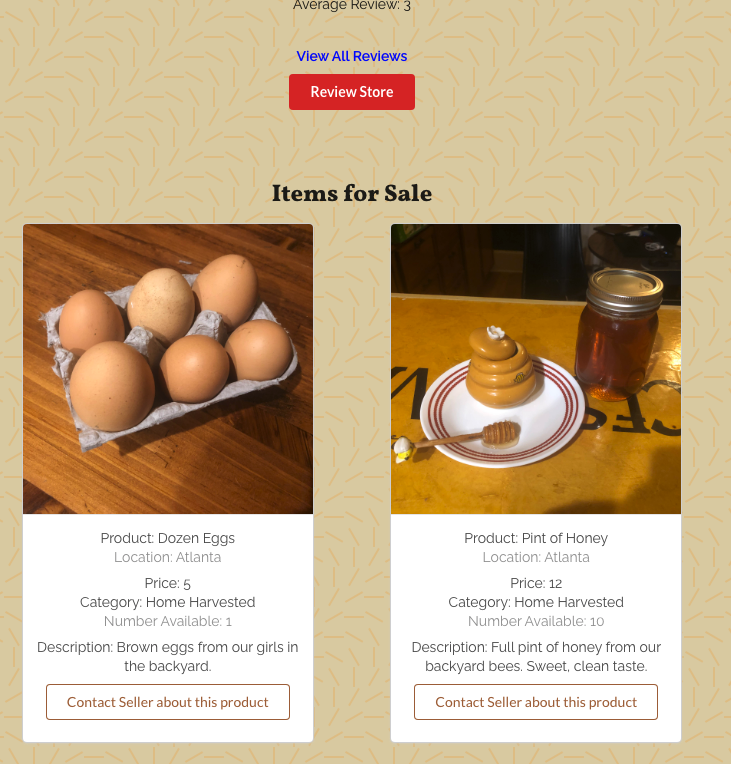 Average Review: 3
View All Reviews
Review Store
Items for Sale
Product: Dozen Eggs
Location: Atlanta
Price: 5
Category: Home Harvested
Number Available: 1
Description: Brown eggs from our girls in
the backyard.
Contact Seller about this product
Product: Pint of Honey
Location: Atlanta
Price: 12
Category: Home Harvested
Number Available: 10
Description: Full pint of honey from our
backyard bees. Sweet, clean taste.
Contact Seller about this product